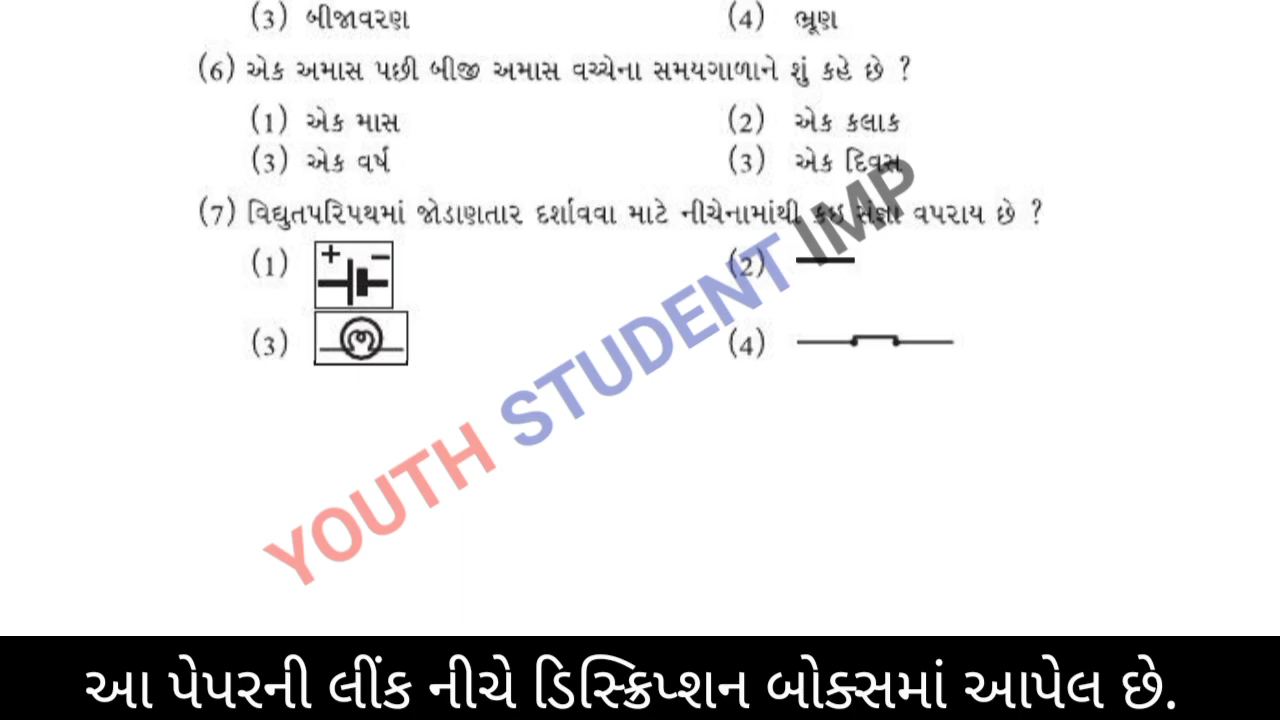 (3) બીજાવરણ (4) ભ્રૂણ
(6) એક અમાસ પછી બીજી અમાસ વચ્ચેના સમયગાળાને શું કહે છે ?
(1) એક માસ (2) એક કલાક
(3) એક વર્ષ (3) એક દિવસ
(7) વિદ્યુતપરિપથમાં જોડાણતાર દર્શાવવા માટે નીચેનામાંથી કઇ સંજ્ઞા વપરાય છે ?
(1) + − (2)
(3) (4)
YOUTH STUDENT IMP
આ પેપરની લીંક નીચે ડિસ્ક્રિપ્શન બોક્સમાં આપેલ છે.